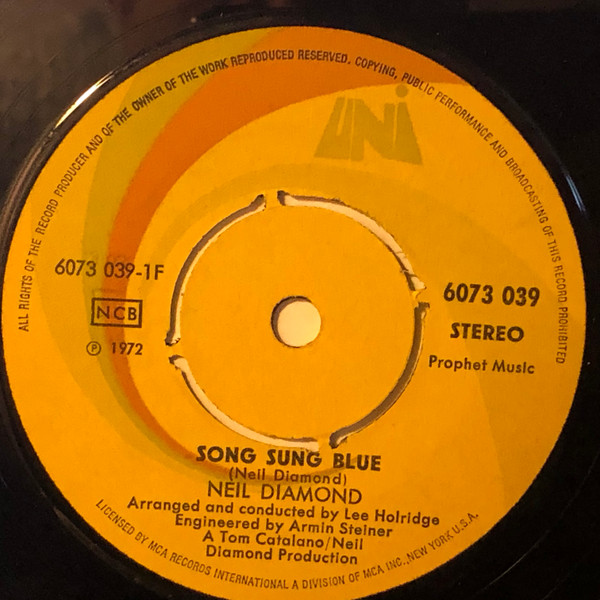 ALL RIGHTS OF THE RECORD PRODUCER AND OF THE OWNER OF THE WORK REPRODUCED RESERVED. COPYING, PUBLIC PERFORMANCE AND BROADCASTING OF THIS RECORD PROHIBITED
UNI
6073 039-1F
NCB
Ⓟ 1972
6073 039
STEREO
Prophet Music
SONG SUNG BLUE
(Neil Diamond)
NEIL DIAMOND
Arranged and conducted by Lee Holridge
Engineered by Armin Steiner
A Tom Catalano/Neil
Diamond Production
LICENSED BY MCA RECORDS INTERNATIONAL A DIVISION OF MCA INC., NEW YORK U.S.A.